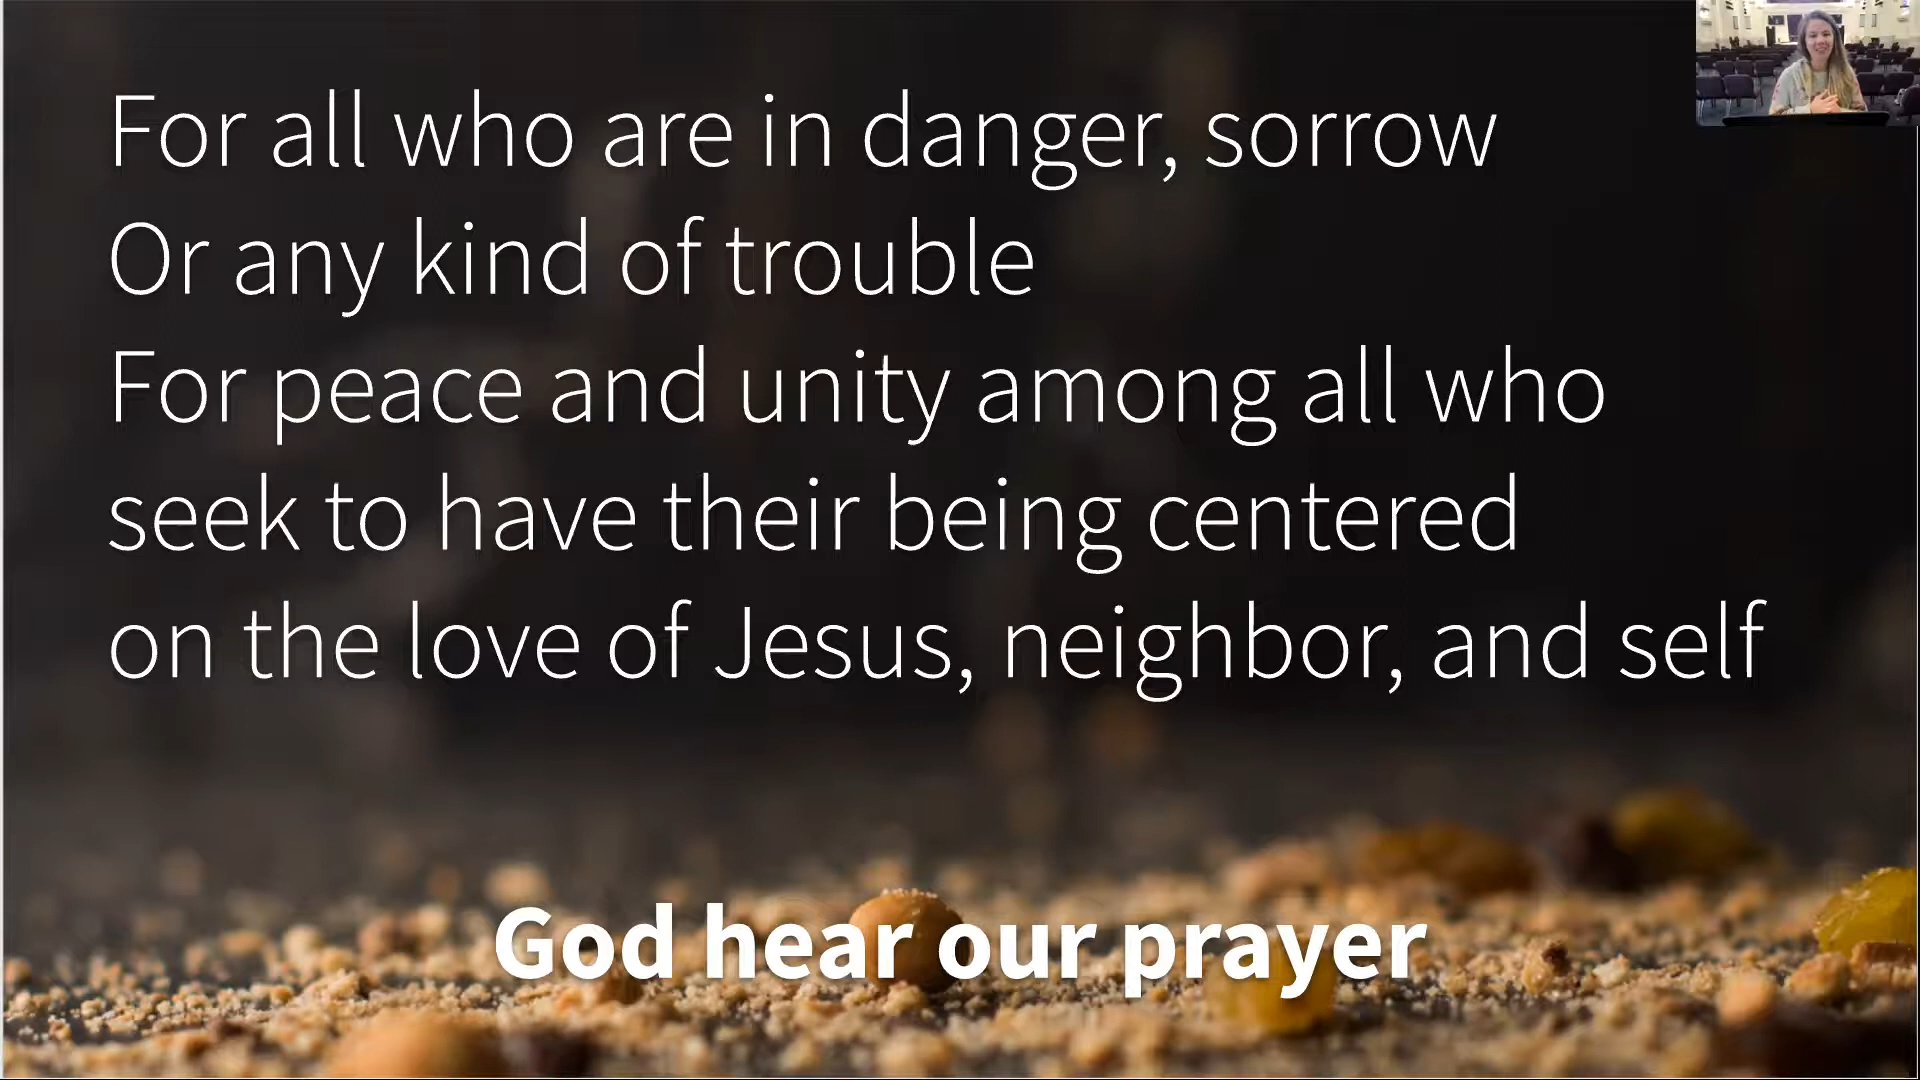 For all who are in danger, sorrow
Or any kind of trouble
For peace and unity among all who
seek to have their being centered
on the love of Jesus, neighbor, and self
God hear our prayer